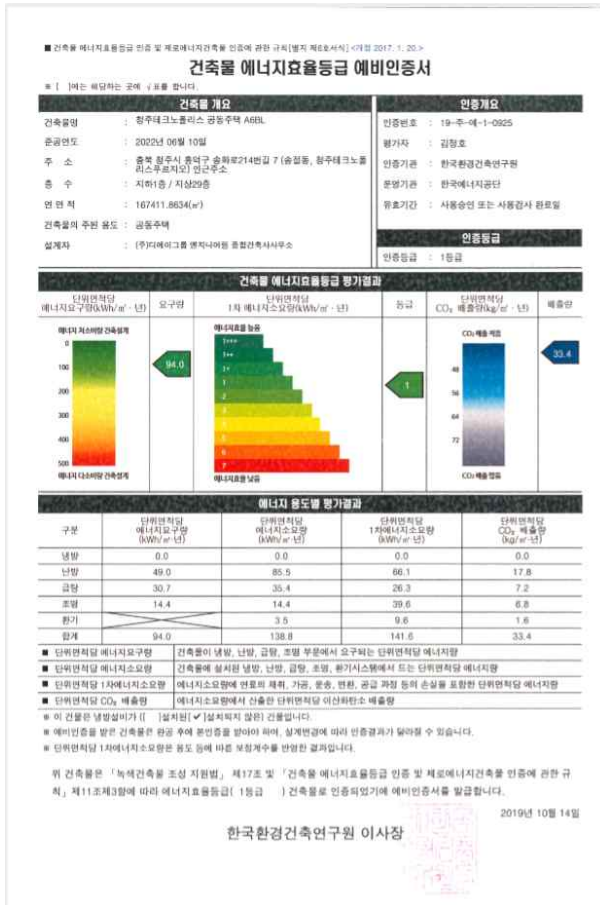 ■ 건축물 에너지효율등급 인증 및 제로에너지건축물 인증에 관한 규칙[별지 제6호서식] <개정 2017. 1. 20.>
건축물 에너지효율등급 예비인증서
※ [ ]에는 해당하는 곳에 √표를 합니다.
건축물 개요
건축물명 : 청주테크노폴리스 공동주택 A6BL
준공연도 : 2022년 06월 10일
주 소 : 충북 청주시 흥덕구 송화로214번길 7 (송절동, 청주테크노폴
리스푸르지오) 인근주소
층 수 : 지하1층 / 지상29층
연 면 적 : 167411.8634(㎡)
건축물의 주된 용도 : 공동주택
설계자 : (주)디에이그룹 엔지니어링 종합건축사사무소
인증개요
인증번호 : 19-주-예-1-0925
평가자 : 김정호
인증기관 : 한국환경건축연구원
운영기관 : 한국에너지공단
유효기간 : 사용승인 또는 사용검사 완료일
인증등급
인증등급 : 1등급
건축물 에너지효율등급 평가결과
단위면적당
에너지요구량(kWh/㎡ · 년)
요구량
단위면적당
1차 에너지소요량(kWh/㎡ · 년)
등급
단위면적당
CO₂ 배출량(kg/㎡ · 년)
배출량
에너지 저소비형 건축설계
0
100
200
300
400
500
에너지 다소비형 건축설계
94.0
에너지효율 높음
1+++
1++
1+
1
2
3
4
5
6
7
에너지효율 낮음
1
CO₂ 배출 적음
48
56
64
72
CO₂ 배출 많음
33.4
에너지 용도별 평가결과
구분 단위면적당 에너지요구량 (kWh/㎡·년) 단위면적당 에너지소요량 (kWh/㎡·년) 단위면적당 1차에너지소요량 (kWh/㎡·년) 단위면적당 CO₂ 배출량 (kg/㎡·년)
냉방 0.0 0.0 0.0 0.0
난방 49.0 85.5 66.1 17.8
급탕 30.7 35.4 26.3 7.2
조명 14.4 14.4 39.6 6.8
환기 3.5 9.6 1.6
합계 94.0 138.8 141.6 33.4
■ 단위면적당 에너지요구량 건축물이 냉방, 난방, 급탕, 조명 부문에서 요구되는 단위면적당 에너지량
■ 단위면적당 에너지소요량 건축물에 설치된 냉방, 난방, 급탕, 조명, 환기시스템에서 드는 단위면적당 에너지량
■ 단위면적당 1차에너지소요량 에너지소요량에 연료의 채취, 가공, 운송, 변환, 공급 과정 등의 손실을 포함한 단위면적당 에너지량
■ 단위면적당 CO₂ 배출량 에너지소요량에서 산출한 단위면적당 이산화탄소 배출량
※ 이 건물은 냉방설비가 ([ ]설치된[✔]설치되지 않은) 건물입니다.
※ 예비인증을 받은 건축물은 완공 후에 본인증을 받아야 하며, 설계변경에 따라 인증결과가 달라질 수 있습니다.
※ 단위면적당 1차에너지소요량은 용도 등에 따른 보정계수를 반영한 결과입니다.
위 건축물은 「녹색건축물 조성 지원법」 제17조 및 「건축물 에너지효율등급 인증 및 제로에너지건축물 인증에 관한 규
칙」제11조제3항에 따라 에너지효율등급( 1등급 ) 건축물로 인증되었기에 예비인증서를 발급합니다.
2019년 10월 14일
한국환경건축연구원 이사장